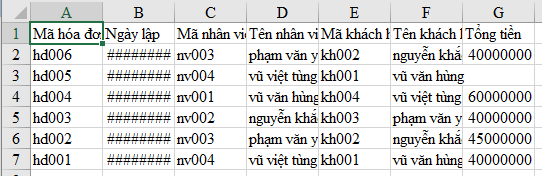 A B C D E F G
1 Mã hóa đơ Ngày lập Mã nhân vi Tên nhân vi Mã khách h Tên khách Tổng tiền
2 hd006 ######## nv003 phạm văn y kh002 nguyễn khắ 40000000
3 hd005 ######## nv004 vũ việt tùng kh001 vũ văn hùng
4 hd004 ######## nv001 vũ văn hùng kh004 vũ việt tùng 60000000
5 hd003 ######## nv002 nguyễn khắ kh003 phạm văn y 40000000
6 hd002 ######## nv003 phạm văn y kh002 nguyễn khắ 45000000
7 hd001 ######## nv004 vũ việt tùng kh001 vũ văn hùng 40000000